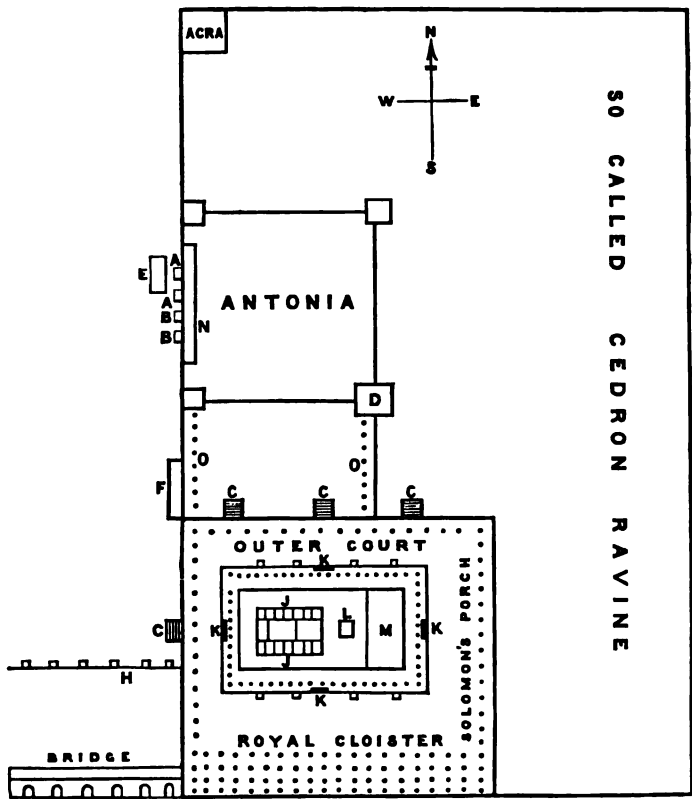 ACRA
N
W E
S
SO CALLED CEDRON RAVINE
A
E
A
B
B
N
ANTONIA
D
O
O
F
C
C
C
OUTER COURT
K
SOLOMON'S PORCH
J
L
C
K
M
K
J
H
K
ROYAL CLOISTER
BRIDGE